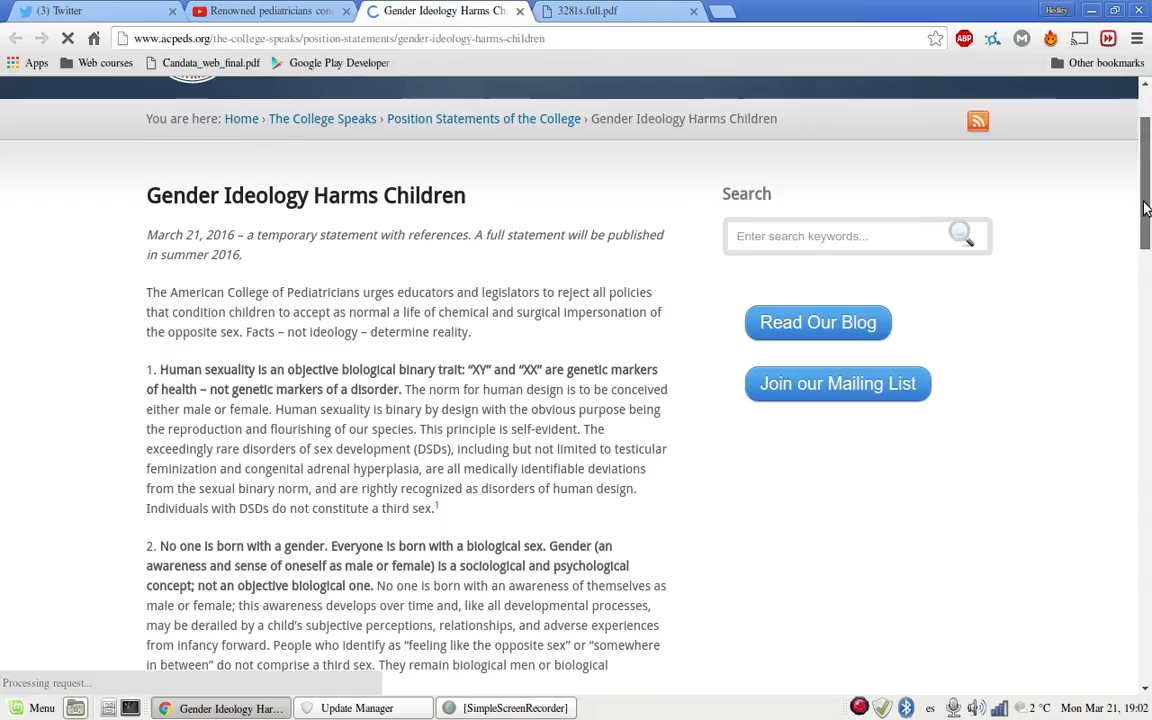 (3) Twitter
Renowned pediatricians con
Gender Ideology Harms Ch
3281s.full.pdf
Hedley
www.acpeds.org/the-college-speaks/position-statements/gender-ideology-harms-children
ABP
M
Apps
Web courses
Candata_web_final.pdf
Google Play Developer
Other bookmarks
You are here: Home › The College Speaks › Position Statements of the College › Gender Ideology Harms Children
Gender Ideology Harms Children
Search
Enter search keywords...
March 21, 2016 – a temporary statement with references. A full statement will be published
in summer 2016.
The American College of Pediatricians urges educators and legislators to reject all policies
that condition children to accept as normal a life of chemical and surgical impersonation of
the opposite sex. Facts – not ideology – determine reality.
Read Our Blog
Join our Mailing List
1. Human sexuality is an objective biological binary trait: “XY” and “XX” are genetic markers
of health – not genetic markers of a disorder. The norm for human design is to be conceived
either male or female. Human sexuality is binary by design with the obvious purpose being
the reproduction and flourishing of our species. This principle is self-evident. The
exceedingly rare disorders of sex development (DSDs), including but not limited to testicular
feminization and congenital adrenal hyperplasia, are all medically identifiable deviations
from the sexual binary norm, and are rightly recognized as disorders of human design.
Individuals with DSDs do not constitute a third sex.1
2. No one is born with a gender. Everyone is born with a biological sex. Gender (an
awareness and sense of oneself as male or female) is a sociological and psychological
concept; not an objective biological one. No one is born with an awareness of themselves as
male or female; this awareness develops over time and, like all developmental processes,
may be derailed by a child’s subjective perceptions, relationships, and adverse experiences
from infancy forward. People who identify as “feeling like the opposite sex” or “somewhere
in between” do not comprise a third sex. They remain biological men or biological
Processing request...
Menu
Gender Ideology Har...
Update Manager
[SimpleScreenRecorder]
es
2 °C
Mon Mar 21, 19:02